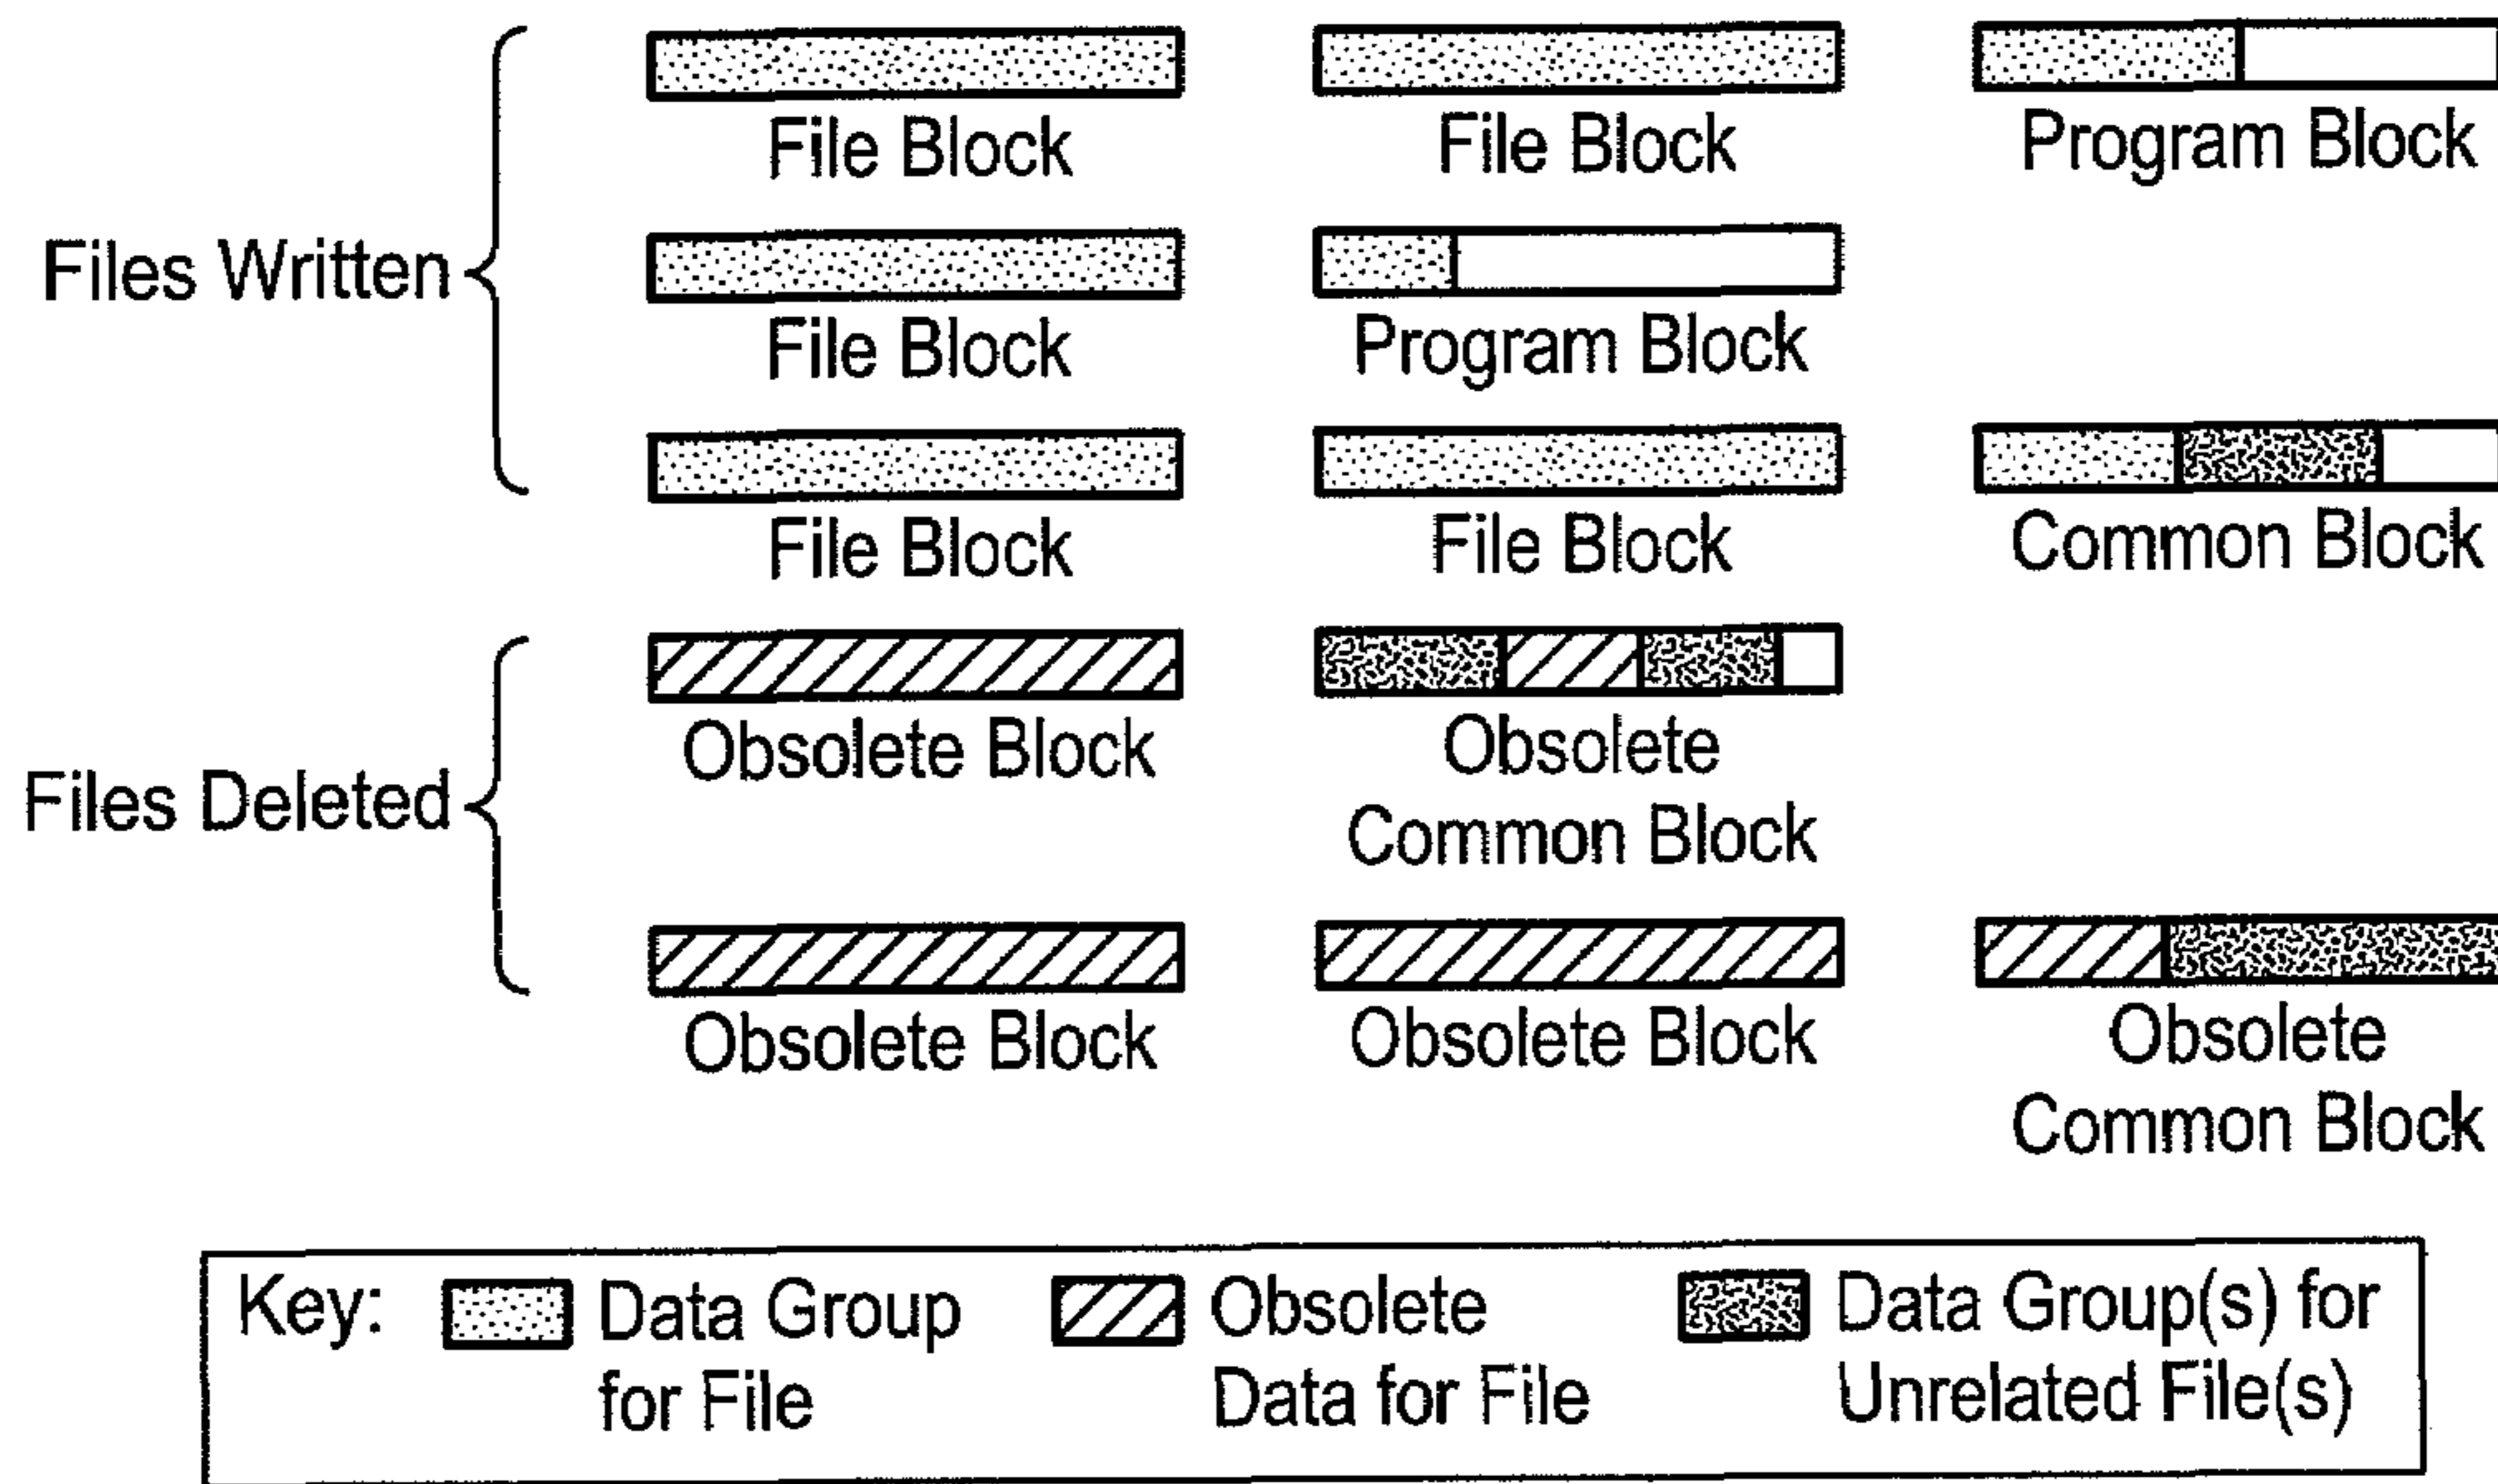 File Block File Block Program Block
Files Written
File Block Program Block
File Block File Block Common Block
Obsolete Block Obsolete
Common Block
Files Deleted
Obsolete Block Obsolete Block Obsolete
Common Block
Key: Data Group for File
Obsolete Data for File
Data Group(s) for Unrelated File(s)